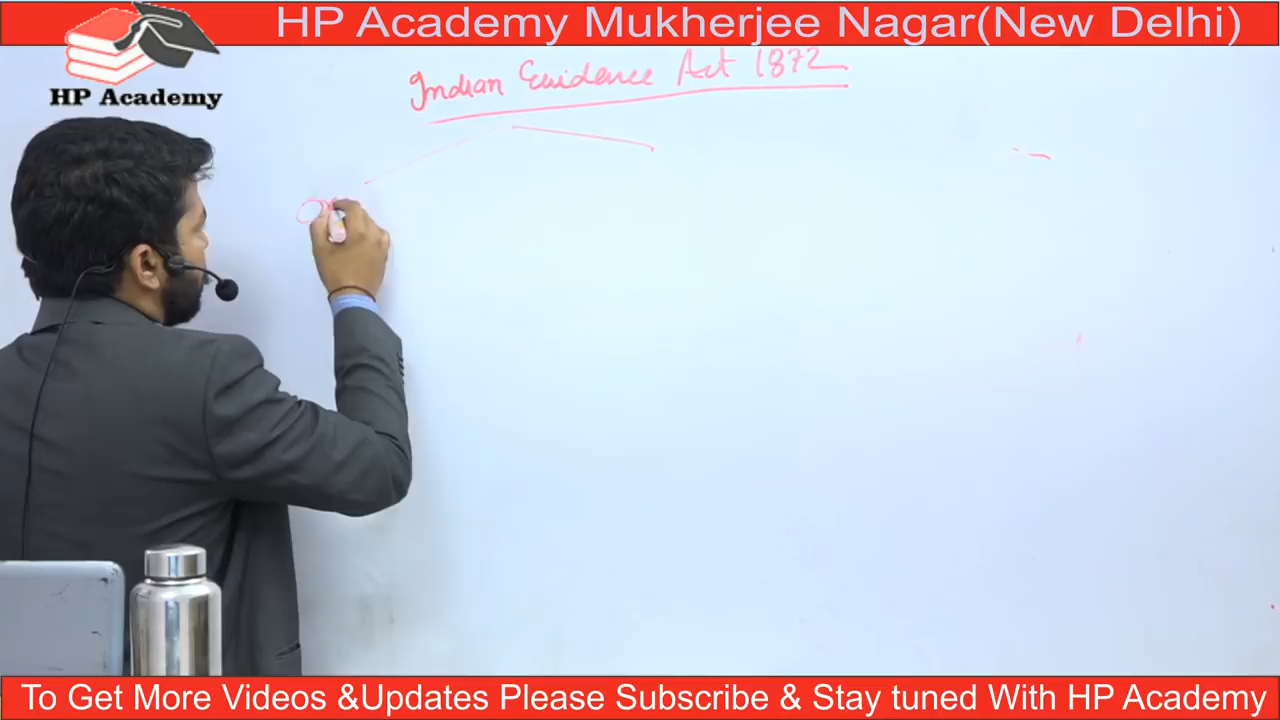 HP Academy Mukherjee Nagar(New Delhi)
HP Academy
Indian Evidence Act 1872
To Get More Videos &Updates Please Subscribe & Stay tuned With HP Academy